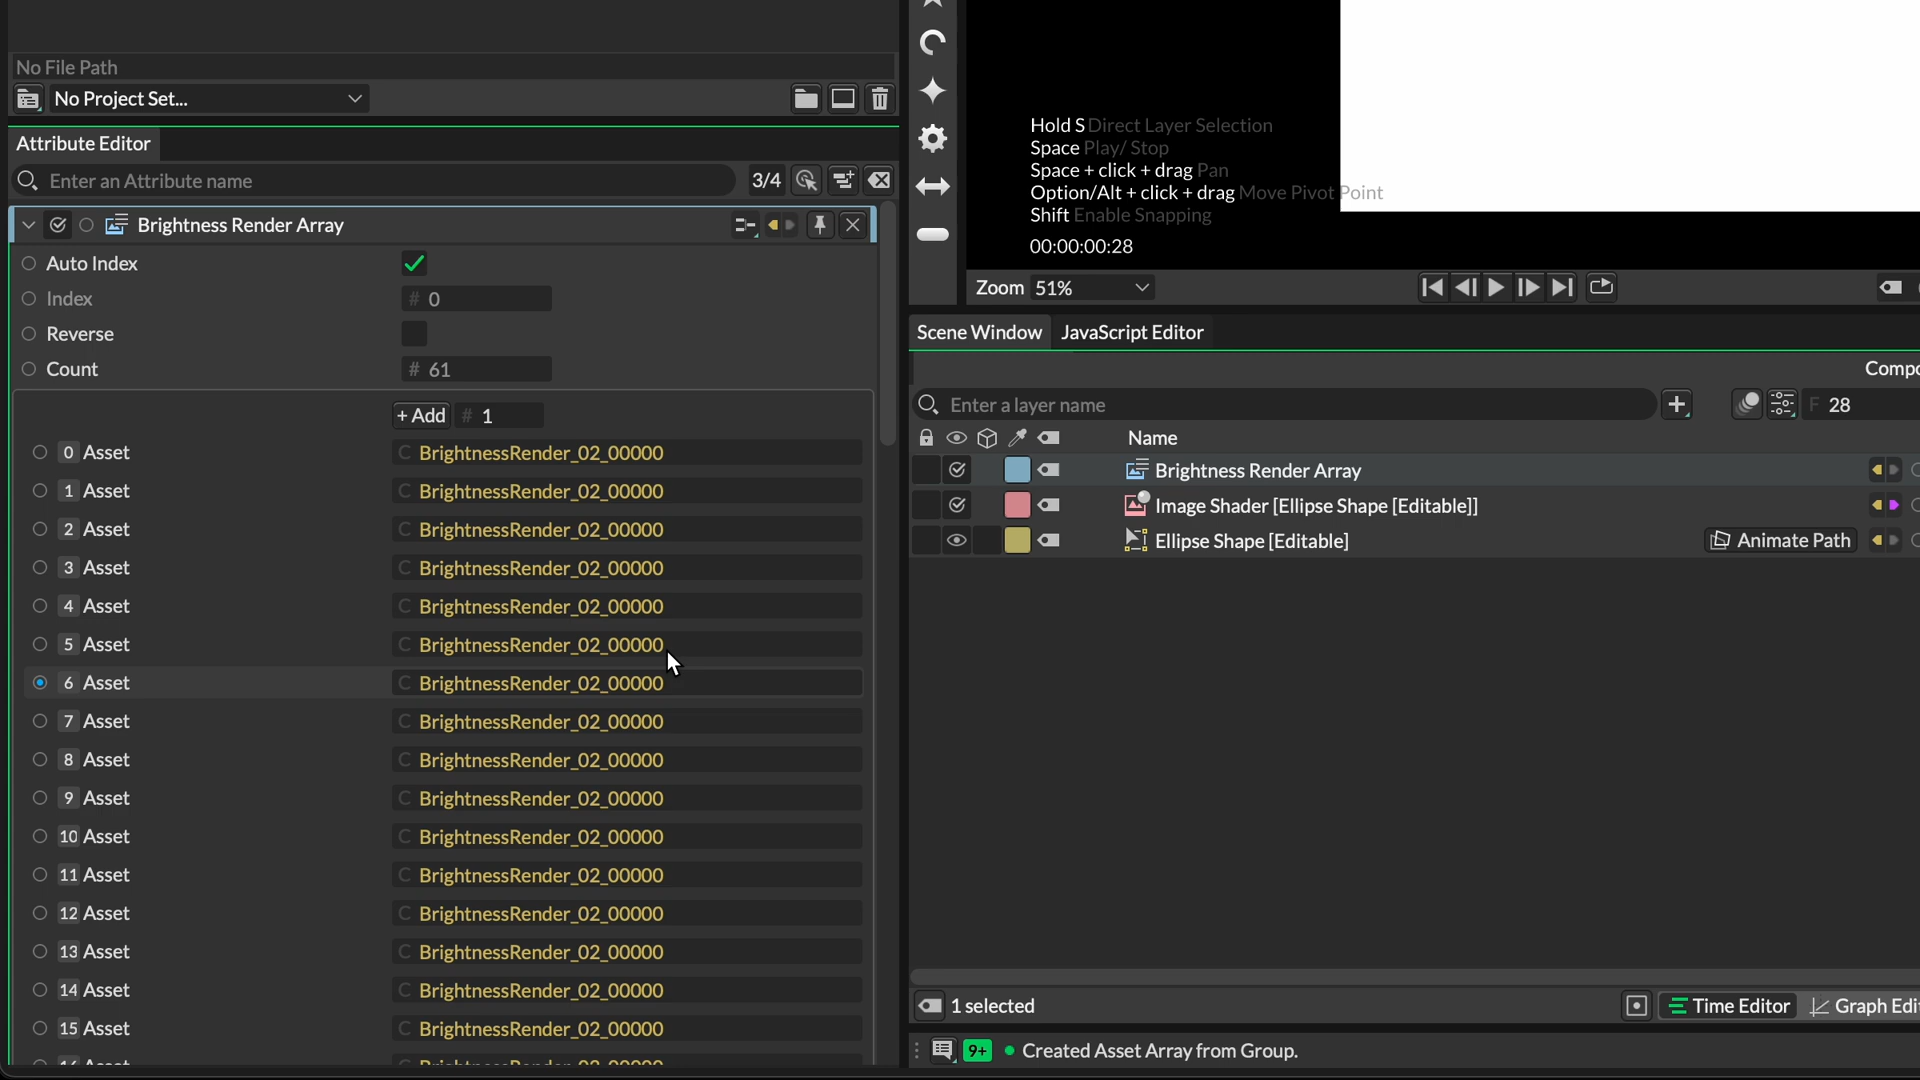 No File Path
No Project Set...
Attribute Editor
Enter an Attribute name
3/4
Brightness Render Array
Auto Index
Index
# 0
Reverse
Count
# 61
+ Add
# 1
0 Asset
C BrightnessRender_02_00000
1 Asset
C BrightnessRender_02_00000
2 Asset
C BrightnessRender_02_00000
3 Asset
C BrightnessRender_02_00000
4 Asset
C BrightnessRender_02_00000
5 Asset
C BrightnessRender_02_00000
6 Asset
C BrightnessRender_02_00000
7 Asset
C BrightnessRender_02_00000
8 Asset
C BrightnessRender_02_00000
9 Asset
C BrightnessRender_02_00000
10 Asset
C BrightnessRender_02_00000
11 Asset
C BrightnessRender_02_00000
12 Asset
C BrightnessRender_02_00000
13 Asset
C BrightnessRender_02_00000
14 Asset
C BrightnessRender_02_00000
15 Asset
C BrightnessRender_02_00000
Hold S Direct Layer Selection
Space Play/ Stop
Space + click + drag Pan
Option/Alt + click + drag Move Pivot Point
Shift Enable Snapping
00:00:00:28
Zoom 51%
Scene Window
JavaScript Editor
Compo
Enter a layer name
F 28
Name
Brightness Render Array
Image Shader [Ellipse Shape [Editable]]
Ellipse Shape [Editable]
Animate Path
1 selected
Time Editor
Graph Edi
9+
Created Asset Array from Group.